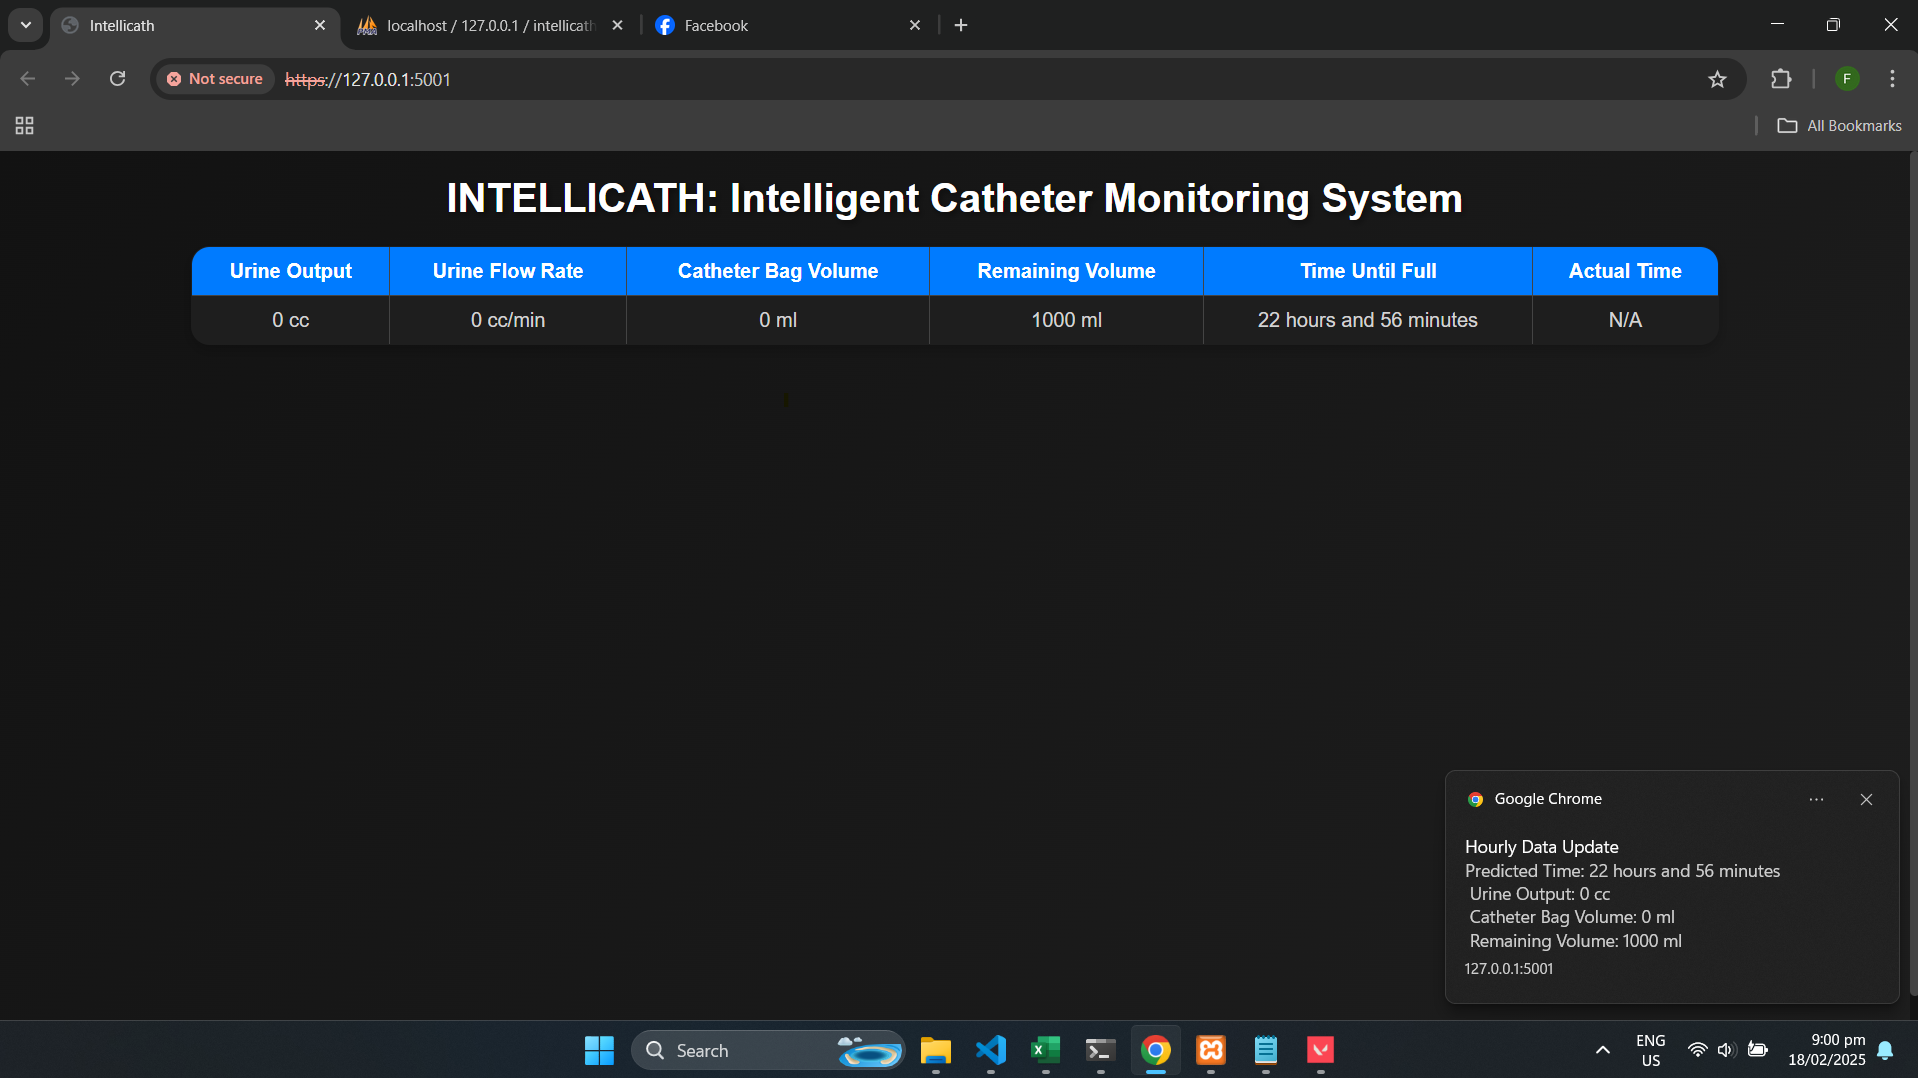 Intellicath
localhost / 127.0.0.1 / intellicath
Facebook
Not secure
https://127.0.0.1:5001
F
All Bookmarks
INTELLICATH: Intelligent Catheter Monitoring System
Urine Output Urine Flow Rate Catheter Bag Volume Remaining Volume Time Until Full Actual Time
0 cc 0 cc/min 0 ml 1000 ml 22 hours and 56 minutes N/A
Google Chrome
Hourly Data Update
Predicted Time: 22 hours and 56 minutes
Urine Output: 0 cc
Catheter Bag Volume: 0 ml
Remaining Volume: 1000 ml
127.0.0.1:5001
Search
ENG
US
9:00 pm
18/02/2025